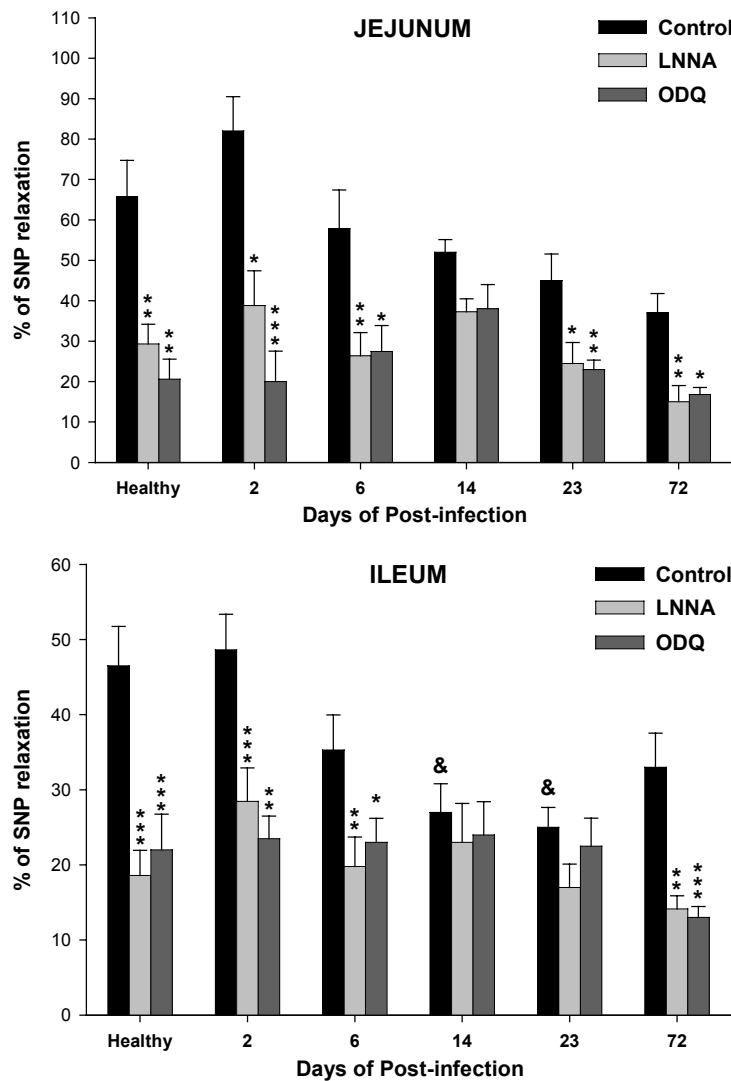 JEJUNUM
Control
LNNA
ODQ
% of SNP relaxation
110
100
90
80
70
60
50
40
30
20
10
0
* *
* *
*
* * *
* *
*
*
* *
* *
*
Healthy 2 6 14 23 72
Days of Post-infection
ILEUM
Control
LNNA
ODQ
% of SNP relaxation
60
50
40
30
20
10
0
* * *
* * *
* * *
* *
* *
*
&
&
* *
* * *
Healthy 2 6 14 23 72
Days of Post-infection